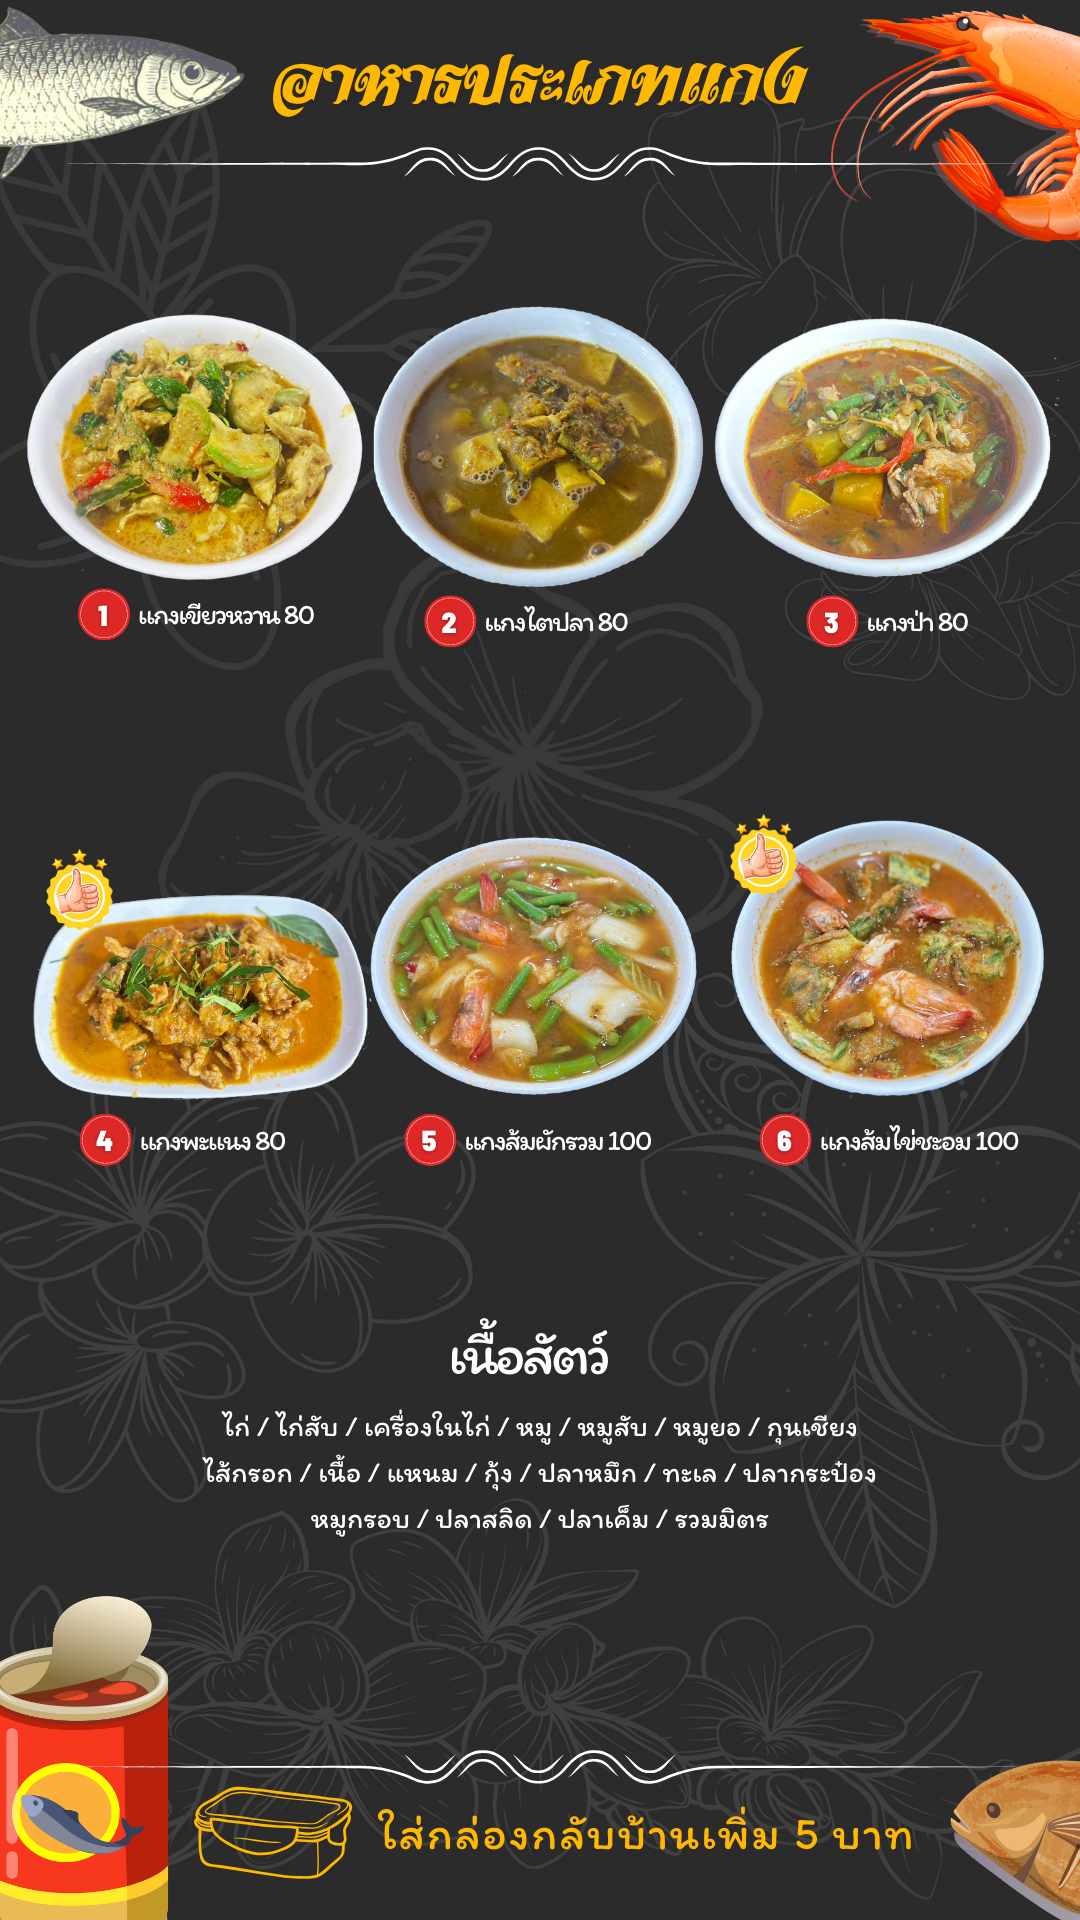 อาหารประเภทแกง
1 แกงเขียวหวาน 80
2 แกงไตปลา 80
3 แกงป่า 80
4 แกงพะแนง 80
5 แกงส้มผักรวม 100
6 แกงส้มไข่ชะอม 100
เนื้อสัตว์
ไก่ / ไก่สับ / เครื่องในไก่ / หมู / หมูสับ / หมูยอ / กุนเชียง
ไส้กรอก / เนื้อ / แหนม / กุ้ง / ปลาหมึก / ทะเล / ปลากระป๋อง
หมูกรอบ / ปลาสลิด / ปลาเค็ม / รวมมิตร
ใส่กล่องกลับบ้านเพิ่ม 5 บาท